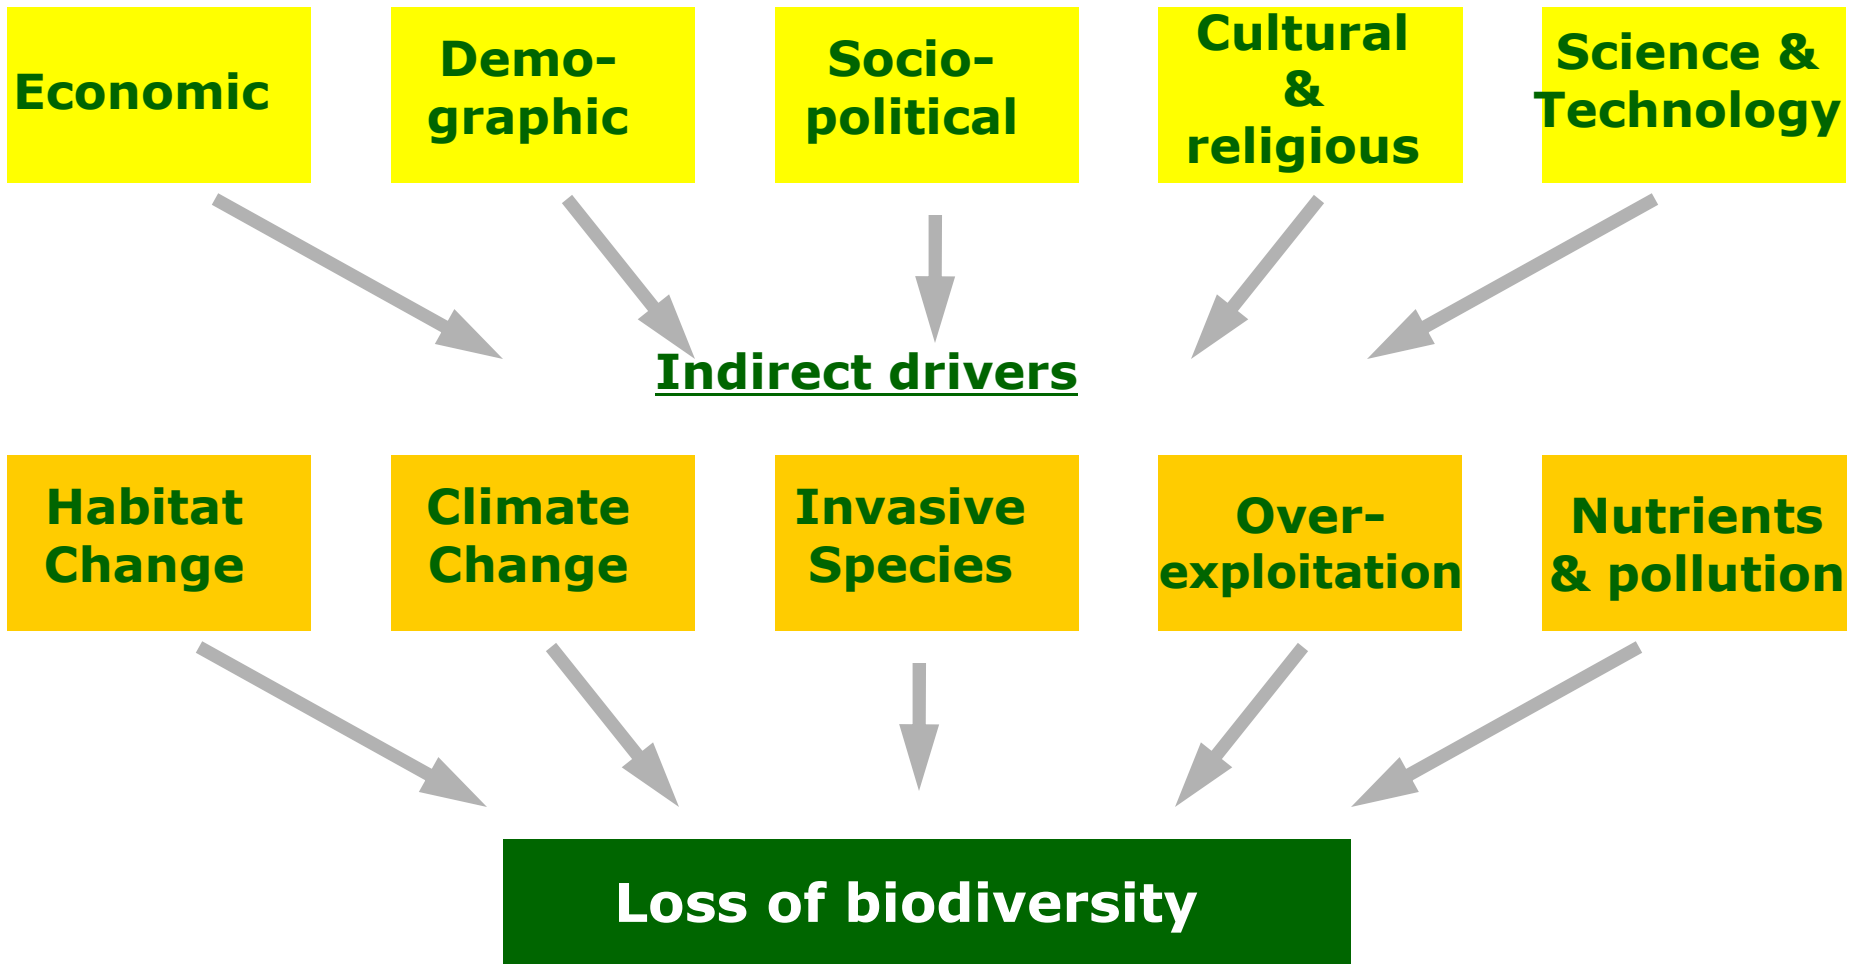 Economic
Demo-
graphic
Socio-
political
Cultural
&
religious
Science &
Technology
Indirect drivers
Habitat
Change
Climate
Change
Invasive
Species
Over-
exploitation
Nutrients
& pollution
Loss of biodiversity